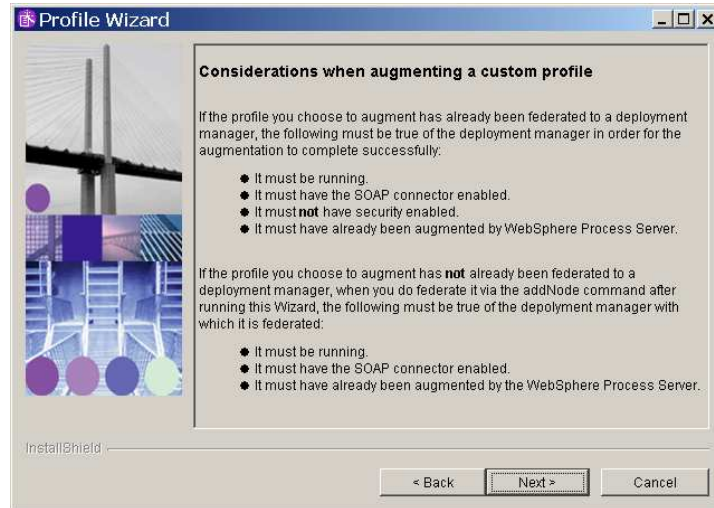 Profile Wizard
Considerations when augmenting a custom profile
If the profile you choose to augment has already been federated to a deployment
manager, the following must be true of the deployment manager in order for the
augmentation to complete successfully:
● It must be running.
● It must have the SOAP connector enabled.
● It must not have security enabled.
● It must have already been augmented by WebSphere Process Server.
If the profile you choose to augment has not already been federated to a
deployment manager, when you do federate it via the addNode command after
running this Wizard, the following must be true of the depolyment manager with
which it is federated:
● It must be running.
● It must have the SOAP connector enabled.
● It must have already been augmented by the WebSphere Process Server.
InstallShield
< Back Next > Cancel